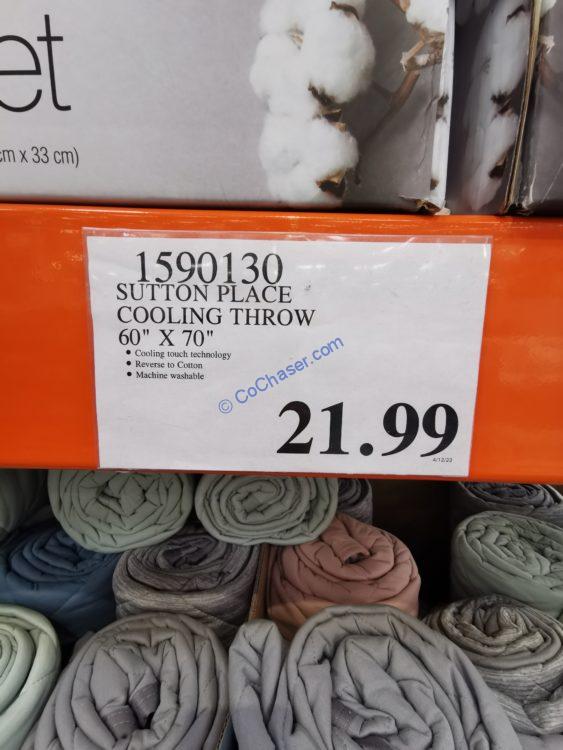 et
cm x 33 cm)
1590130
SUTTON PLACE
COOLING THROW
60" X 70"
• Cooling touch technology
• Reverse to Cotton
• Machine washable
© CoChaser.com
21.99
4/12/23